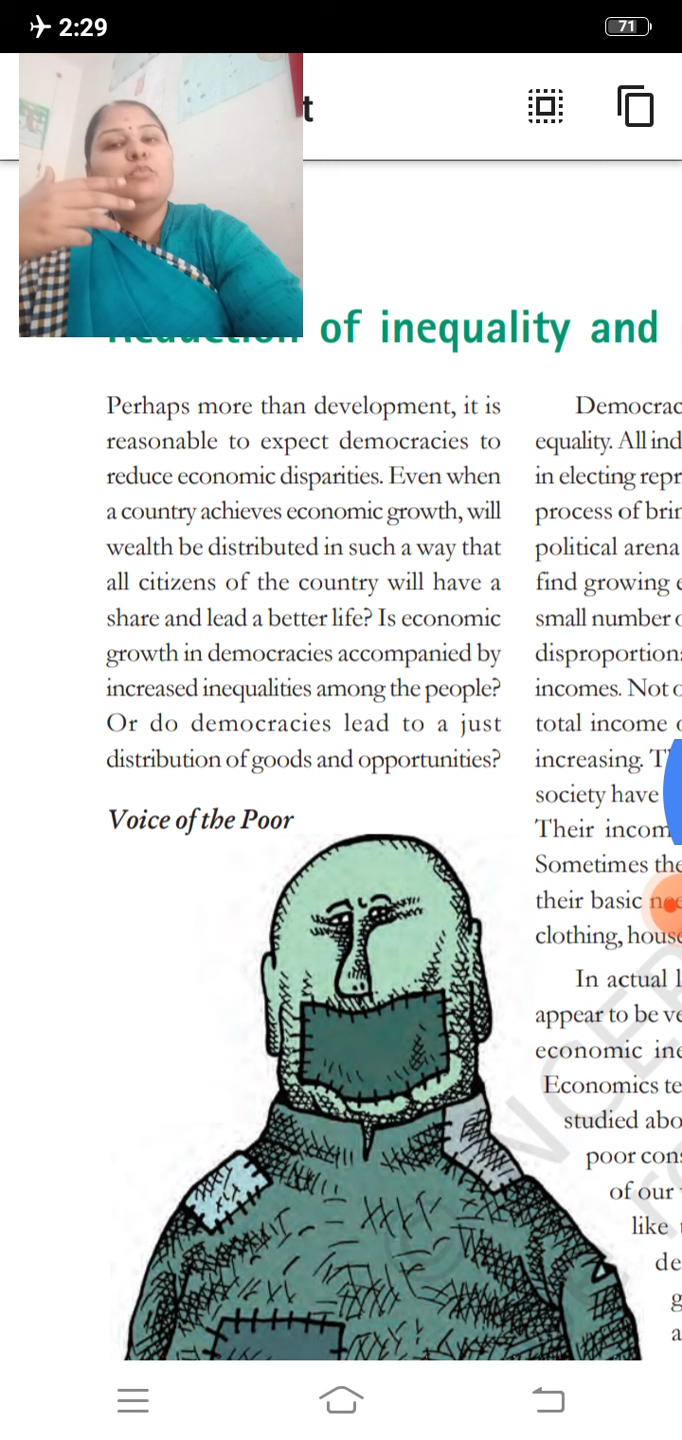 2:29
71
t
of inequality and
Perhaps more than development, it is
reasonable to expect democracies to
reduce economic disparities. Even when
a country achieves economic growth, will
wealth be distributed in such a way that
all citizens of the country will have a
share and lead a better life? Is economic
growth in democracies accompanied by
increased inequalities among the people?
Or do democracies lead to a just
distribution of goods and opportunities?
Voice of the Poor
Democrac
equality. All ind
in electing repr
process of brin
political arena
find growing e
small number o
disproportion
incomes. Not o
total income o
increasing. T
society have
Their incom
Sometimes the
their basic nee
clothing, house
In actual l
appear to be ve
economic ine
Economics te
studied abo
poor cons
of our
like
de
g
a
NCE